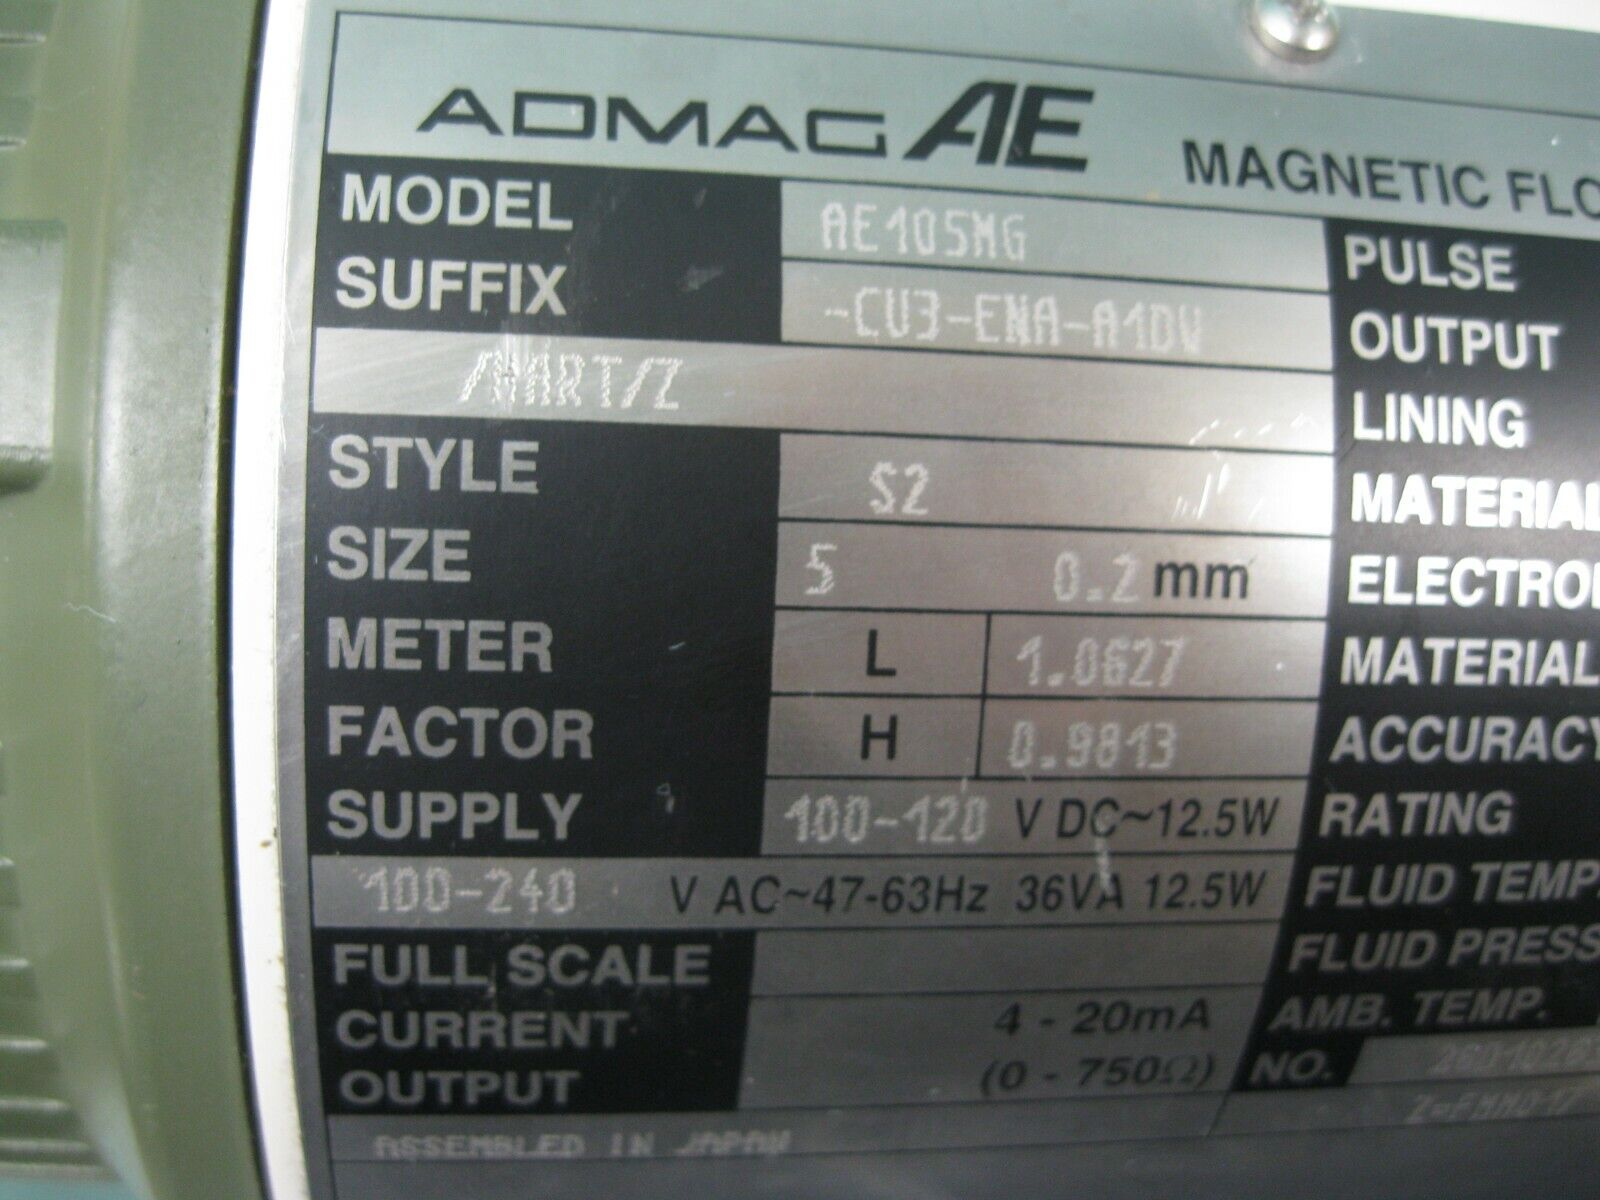 ADMAG AE MAGNETIC FLO
MODEL AE105MG
SUFFIX -CU3-ENA-A1DV
/HART/Z
STYLE S2
SIZE 5 0.2 mm
METER L 1.0627
FACTOR H 0.9813
SUPPLY 100-120 V DC~12.5W
100-240 V AC~47-63Hz 36VA 12.5W
FULL SCALE
CURRENT 4 - 20mA
OUTPUT (0 - 750Ω)
ASSEMBLED IN JAPAN
PULSE
OUTPUT
LINING
MATERIAL
ELECTROD
MATERIAL
ACCURACY
RATING
FLUID TEMP.
FLUID PRESS
AMB. TEMP.
NO.